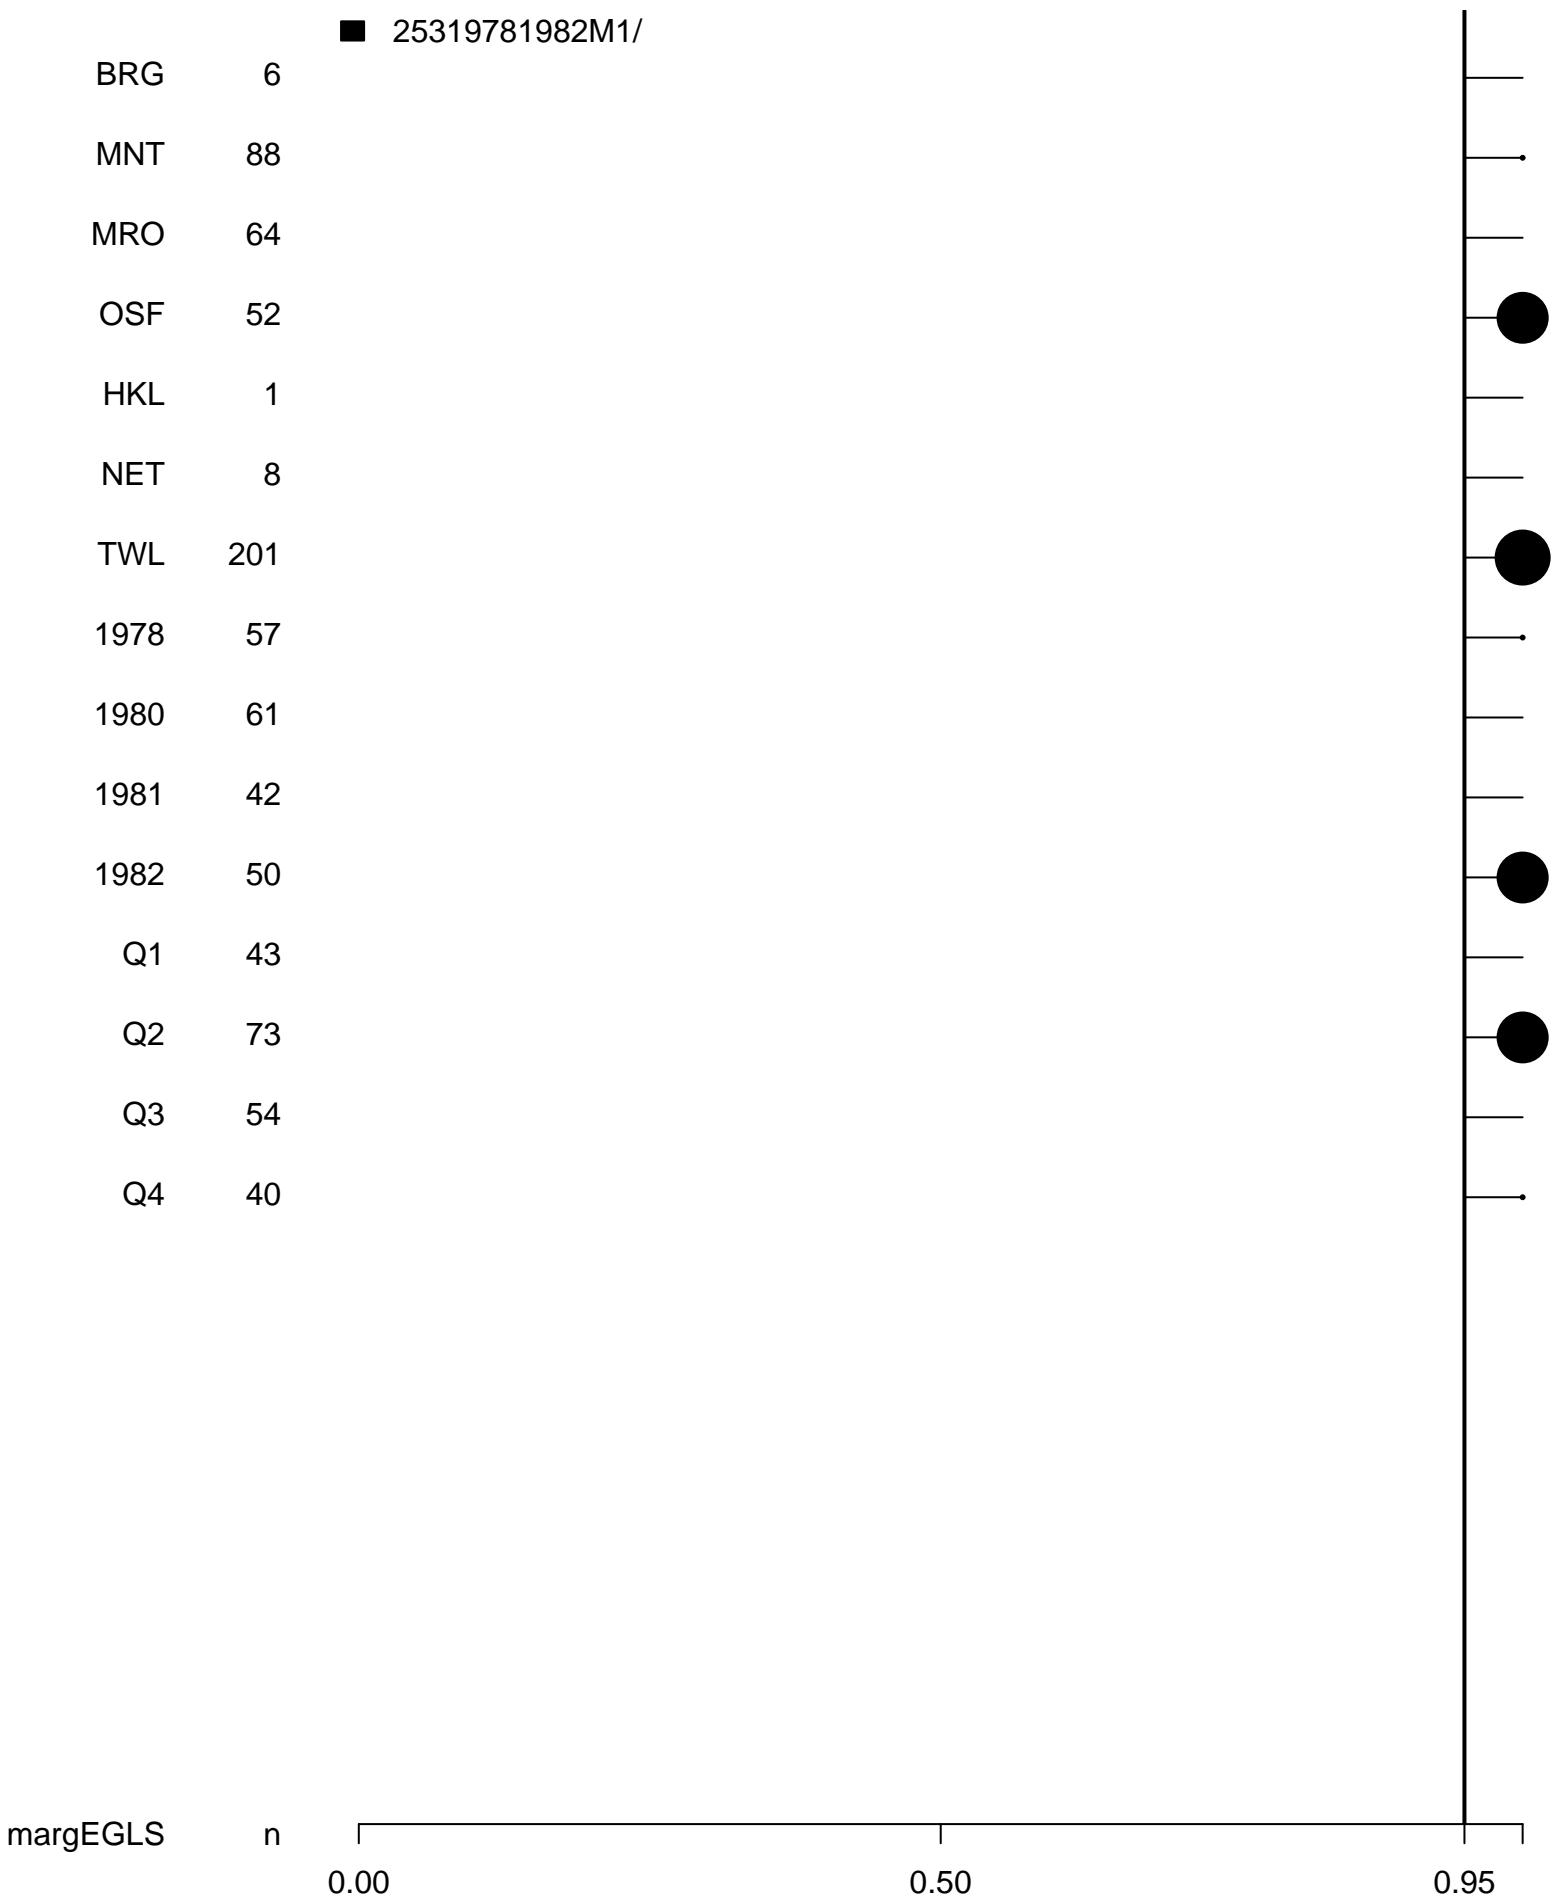 25319781982M1/
BRG 6
MNT 88
MRO 64
OSF 52
HKL 1
NET 8
TWL 201
1978 57
1980 61
1981 42
1982 50
Q1 43
Q2 73
Q3 54
Q4 40
margEGLS n
0.00 0.50 0.95